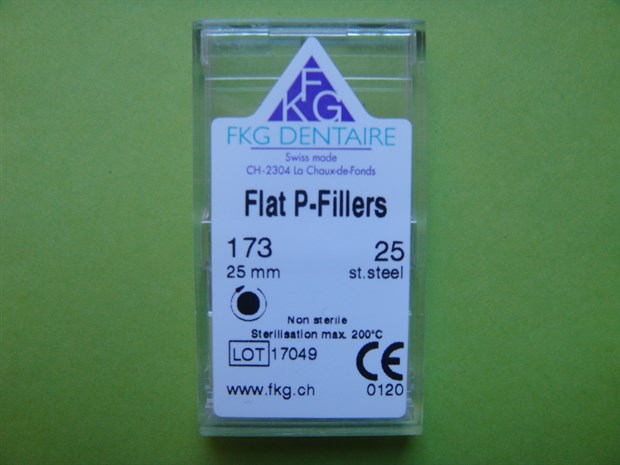 F
KG
FKG DENTAIRE
Swiss made
CH-2304 La Chaux-de-Fonds
Flat P-Fillers
173 25
25 mm st.steel
Non sterile
Sterilisation max. 200°C
LOT 17049 CE
www.fkg.ch 0120